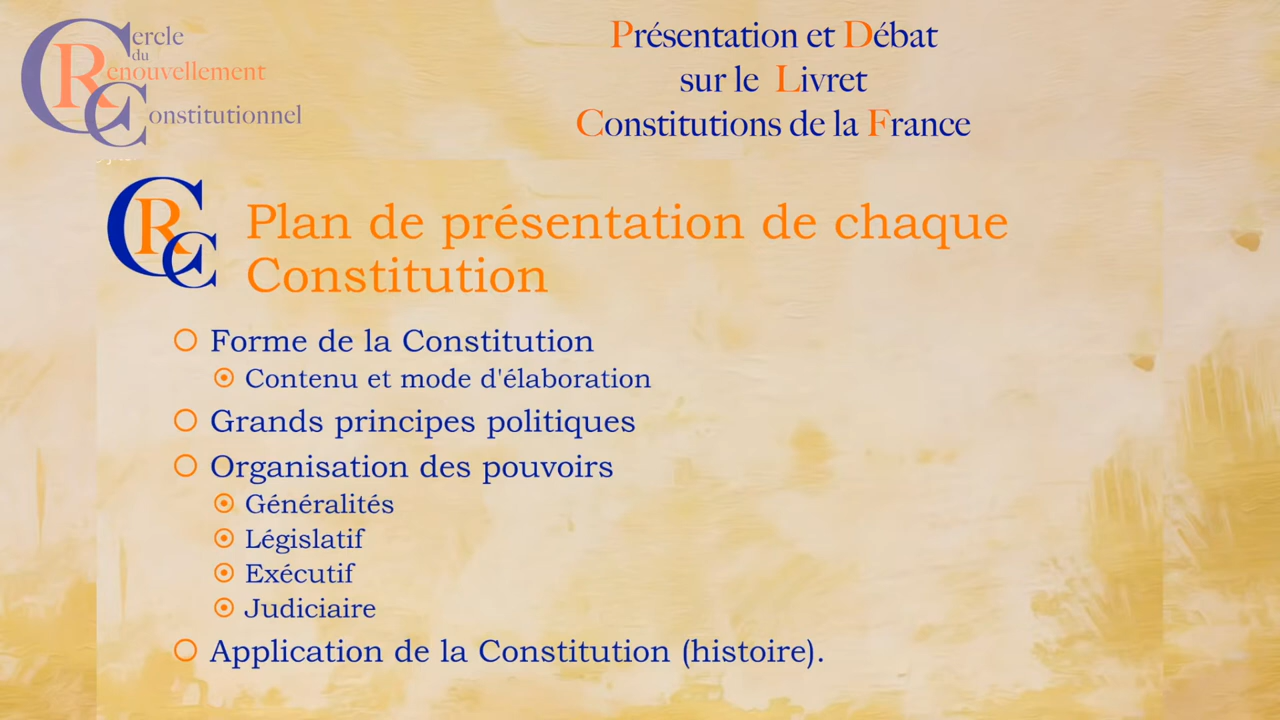 Cercle
du
Renouvellement
Constitutionnel
Présentation et Débat
sur le Livret
Constitutions de la France
CRC
Plan de présentation de chaque
Constitution
Forme de la Constitution
Contenu et mode d'élaboration
Grands principes politiques
Organisation des pouvoirs
Généralités
Législatif
Exécutif
Judiciaire
Application de la Constitution (histoire).